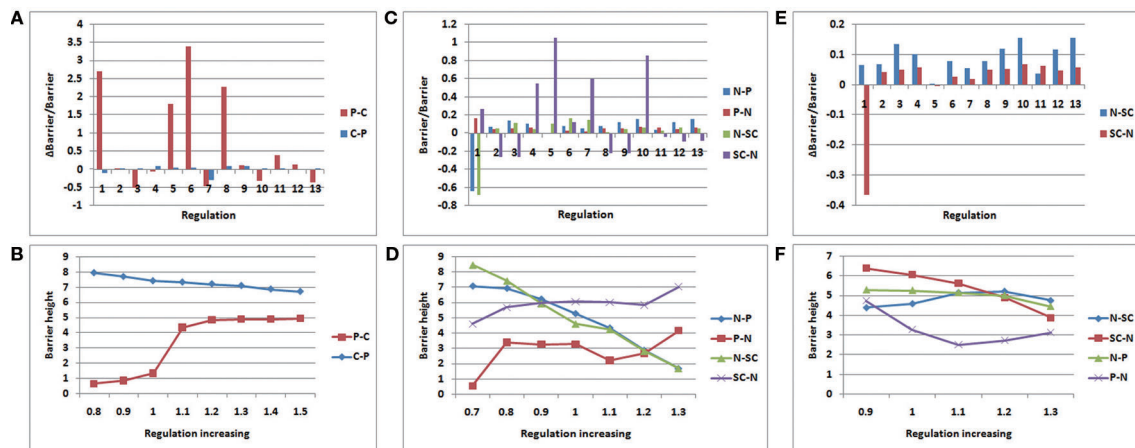 A
4
3.5
3
2.5
2
1.5
1
0.5
0
-0.5
-1
ΔBarrier/Barrier
1 2 3 4 5 6 7 8 9 10 11 12 13
Regulation
P-C
C-P
C
1.2
1
0.8
0.6
0.4
0.2
0
-0.2
-0.4
-0.6
-0.8
Barrier/Barrier
1 2 3 4 5 6 7 8 9 10 11 12 13
Regulation
N-P
P-N
N-SC
SC-N
E
0.2
0.1
0
-0.1
-0.2
-0.3
-0.4
ΔBarrier/Barrier
1 2 3 4 5 6 7 8 9 10 11 12 13
Regulation
N-SC
SC-N
B
9
8
7
6
5
4
3
2
1
0
Barrier height
0.8 0.9 1 1.1 1.2 1.3 1.4 1.5
Regulation increasing
P-C
C-P
D
9
8
7
6
5
4
3
2
1
0
Barrier height
0.7 0.8 0.9 1 1.1 1.2 1.3
Regulation increasing
N-P
P-N
N-SC
SC-N
F
7
6
5
4
3
2
1
0
Barrier height
0.9 1 1.1 1.2 1.3
Regulation increasing
N-SC
SC-N
N-P
P-N